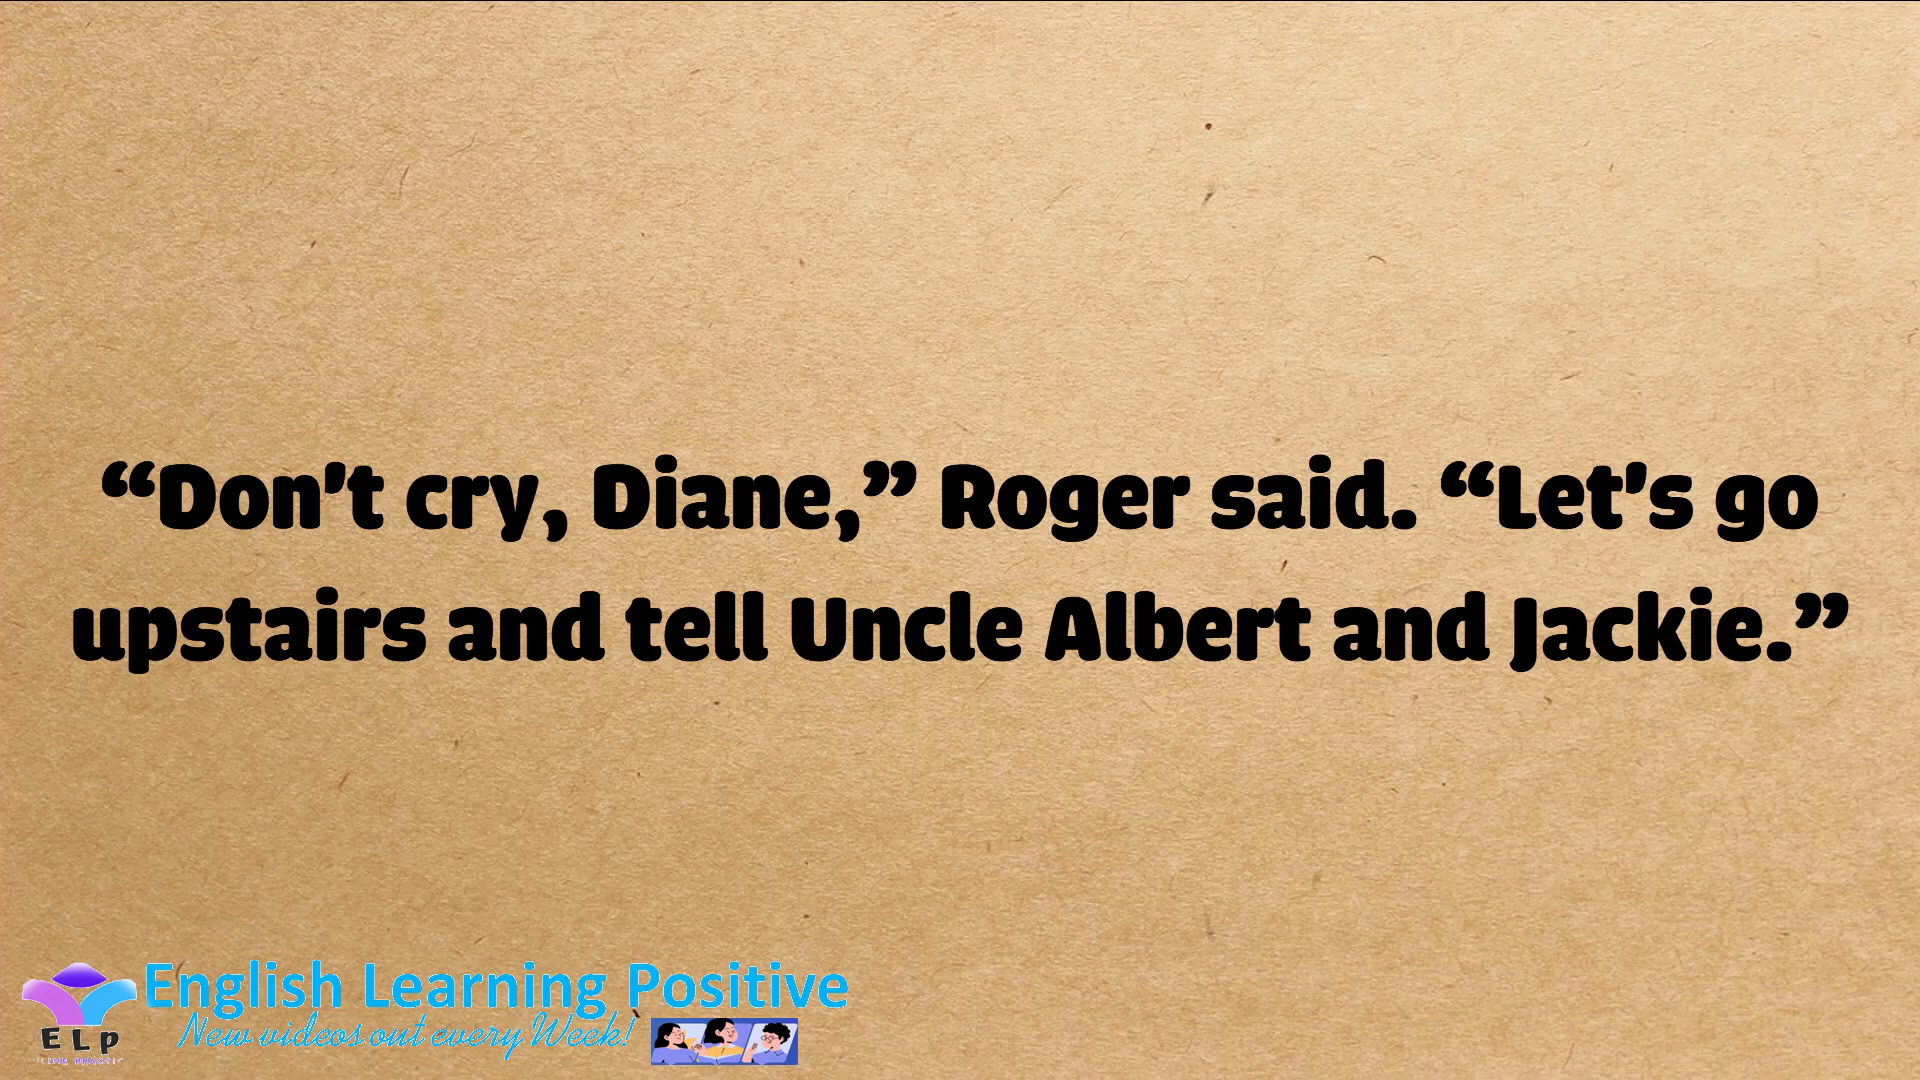 “Don't cry, Diane,” Roger said. “Let's go
upstairs and tell Uncle Albert and Jackie.”
English Learning Positive
New videos out every Week!
ELP